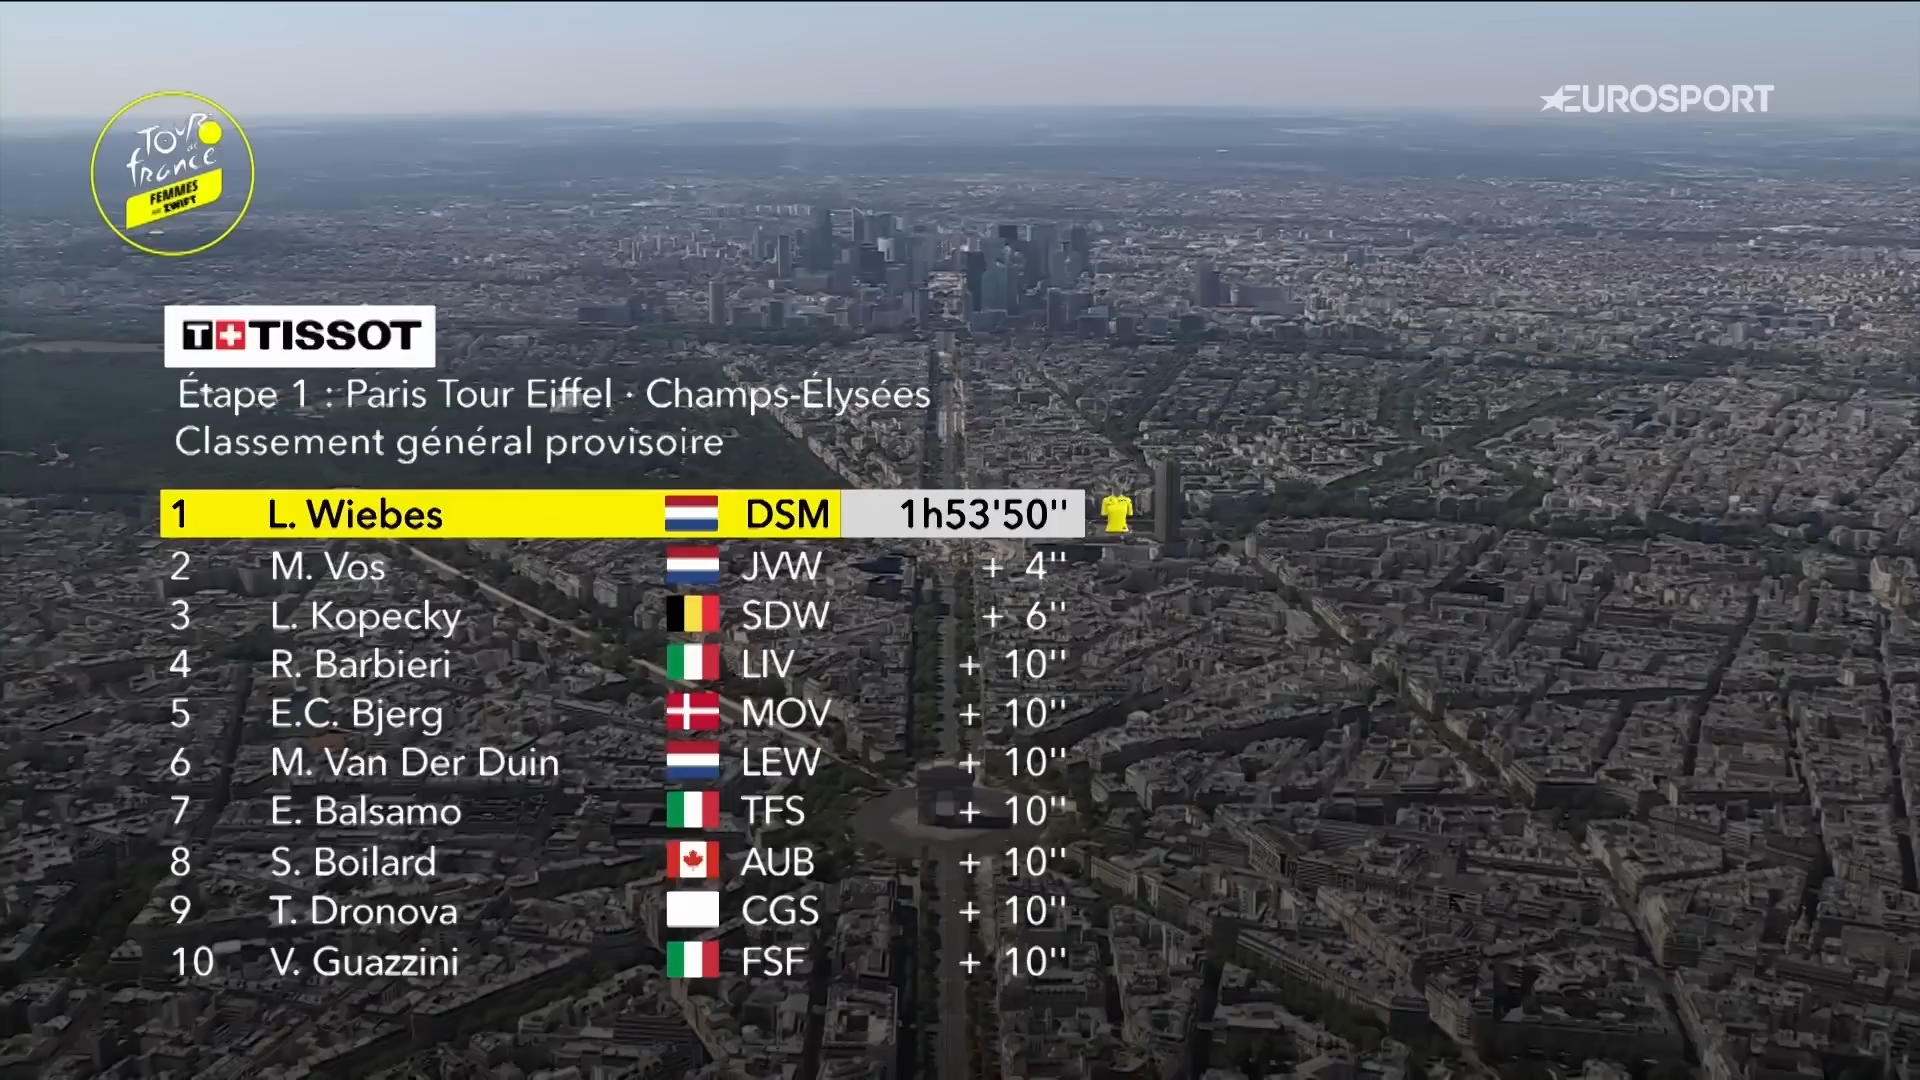 EUROSPORT
TOUR de france
FEMMES
avec ZWIFT
T+TISSOT
Étape 1 : Paris Tour Eiffel · Champs-Élysées
Classement général provisoire
1 L. Wiebes DSM 1h53'50''
2 M. Vos JVW + 4''
3 L. Kopecky SDW + 6''
4 R. Barbieri LIV + 10''
5 E.C. Bjerg MOV + 10''
6 M. Van Der Duin LEW + 10''
7 E. Balsamo TFS + 10''
8 S. Boilard AUB + 10''
9 T. Dronova CGS + 10''
10 V. Guazzini FSF + 10''